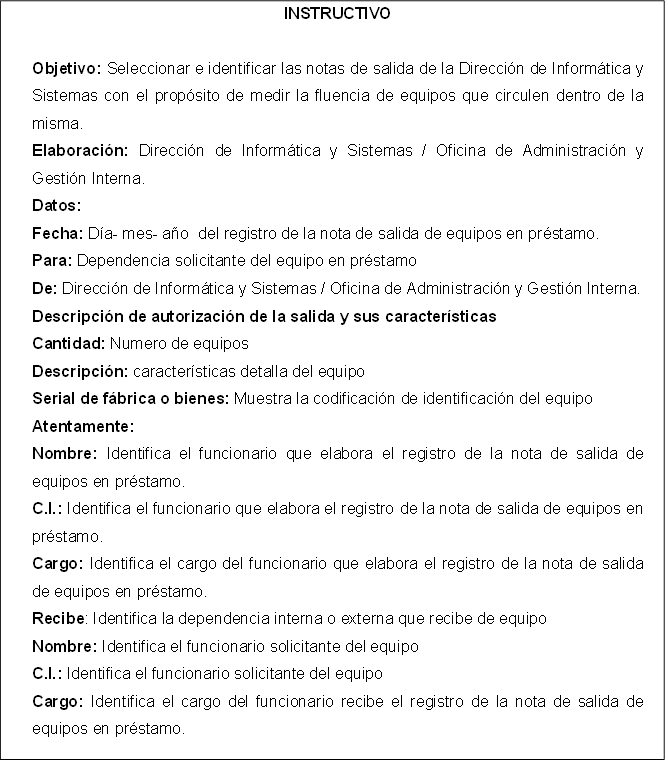 INSTRUCTIVO
Objetivo: Seleccionar e identificar las notas de salida de la Dirección de Informática y
Sistemas con el propósito de medir la fluencia de equipos que circulen dentro de la
misma.
Elaboración: Dirección de Informática y Sistemas / Oficina de Administración y
Gestión Interna.
Datos:
Fecha: Día- mes- año  del registro de la nota de salida de equipos en préstamo.
Para: Dependencia solicitante del equipo en préstamo
De: Dirección de Informática y Sistemas / Oficina de Administración y Gestión Interna.
Descripción de autorización de la salida y sus características
Cantidad: Numero de equipos
Descripción: características detalla del equipo
Serial de fábrica o bienes: Muestra la codificación de identificación del equipo
Atentamente:
Nombre: Identifica el funcionario que elabora el registro de la nota de salida de
equipos en préstamo.
C.I.: Identifica el funcionario que elabora el registro de la nota de salida de equipos en
préstamo.
Cargo: Identifica el cargo del funcionario que elabora el registro de la nota de salida
de equipos en préstamo.
Recibe: Identifica la dependencia interna o externa que recibe de equipo
Nombre: Identifica el funcionario solicitante del equipo
C.I.: Identifica el funcionario solicitante del equipo
Cargo: Identifica el cargo del funcionario recibe el registro de la nota de salida de
equipos en préstamo.